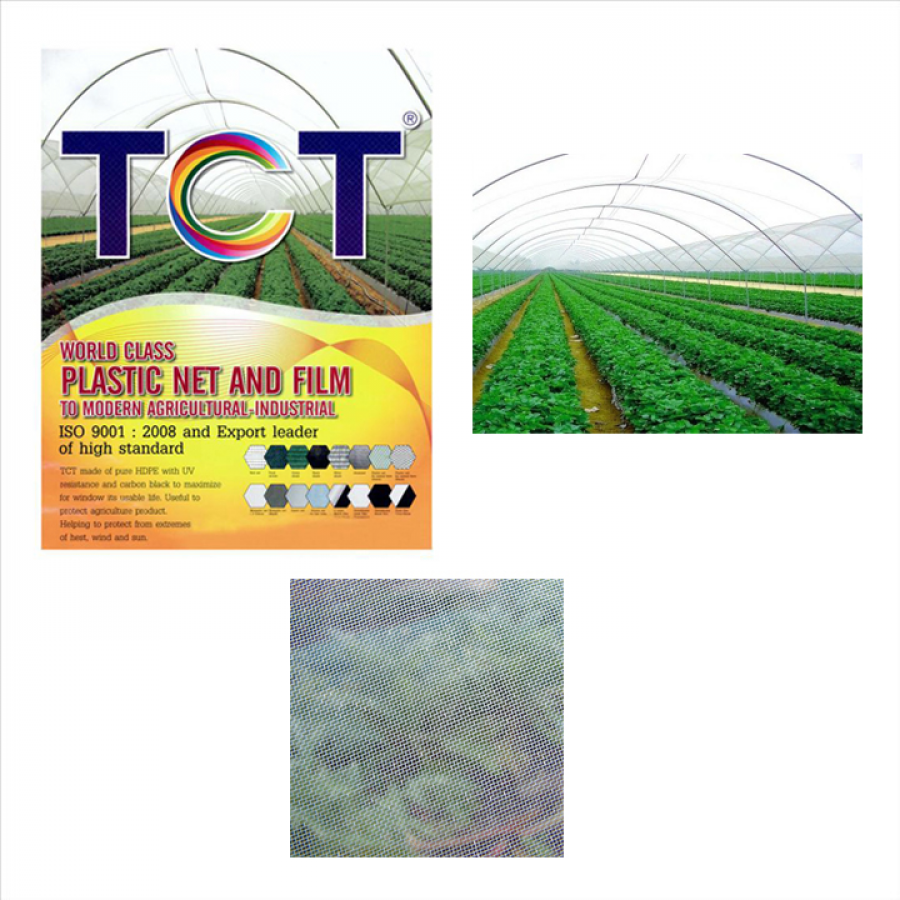 TCT®
WORLD CLASS
PLASTIC NET AND FILM
TO MODERN AGRICULTURAL-INDUSTRIAL
ISO 9001 : 2008 and Export leader
of high standard
TCT made of pure HDPE with UV
resistance and carbon black to maximize
for window its usable life. Useful to
protect agriculture product.
Helping to protect from extremes
of heat, wind and sun.